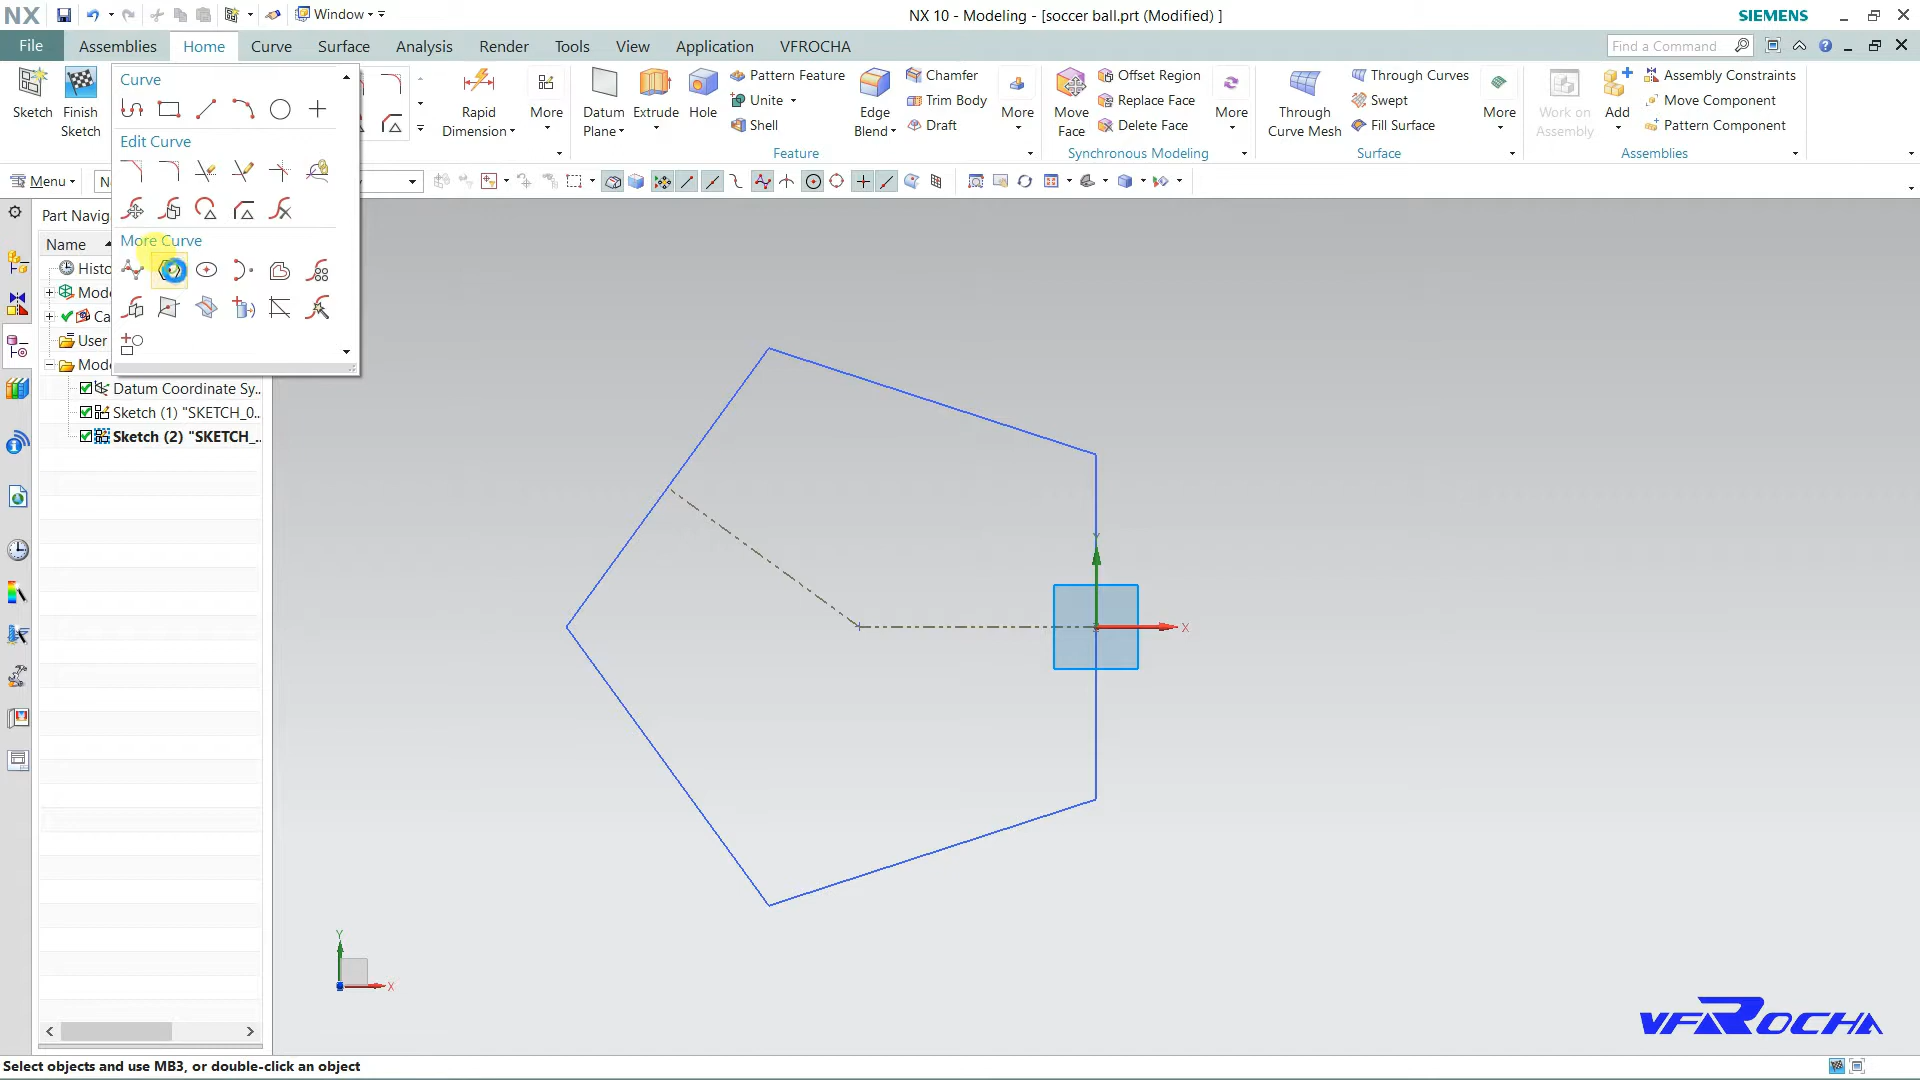 NX
Window
NX 10 - Modeling - [soccer ball.prt (Modified) ]
SIEMENS
File
Assemblies
Home
Curve
Surface
Analysis
Render
Tools
View
Application
VFROCHA
Find a Command
Sketch
Finish
Sketch
Curve
Edit Curve
More Curve
Rapid
Dimension
More
Datum
Plane
Extrude
Hole
Pattern Feature
Unite
Shell
Edge
Blend
Chamfer
Trim Body
Draft
More
Feature
Move
Face
Offset Region
Replace Face
Delete Face
More
Synchronous Modeling
Through
Curve Mesh
Through Curves
Swept
Fill Surface
More
Surface
Work on
Assembly
Add
Assembly Constraints
Move Component
Pattern Component
Assemblies
Menu
N
Part Navig
Name
Histo
Mode
Ca
User
Mode
Datum Coordinate Sy..
Sketch (1) "SKETCH_0..
Sketch (2) "SKETCH_..
Y
X
Y
X
VFAROCHA
Select objects and use MB3, or double-click an object